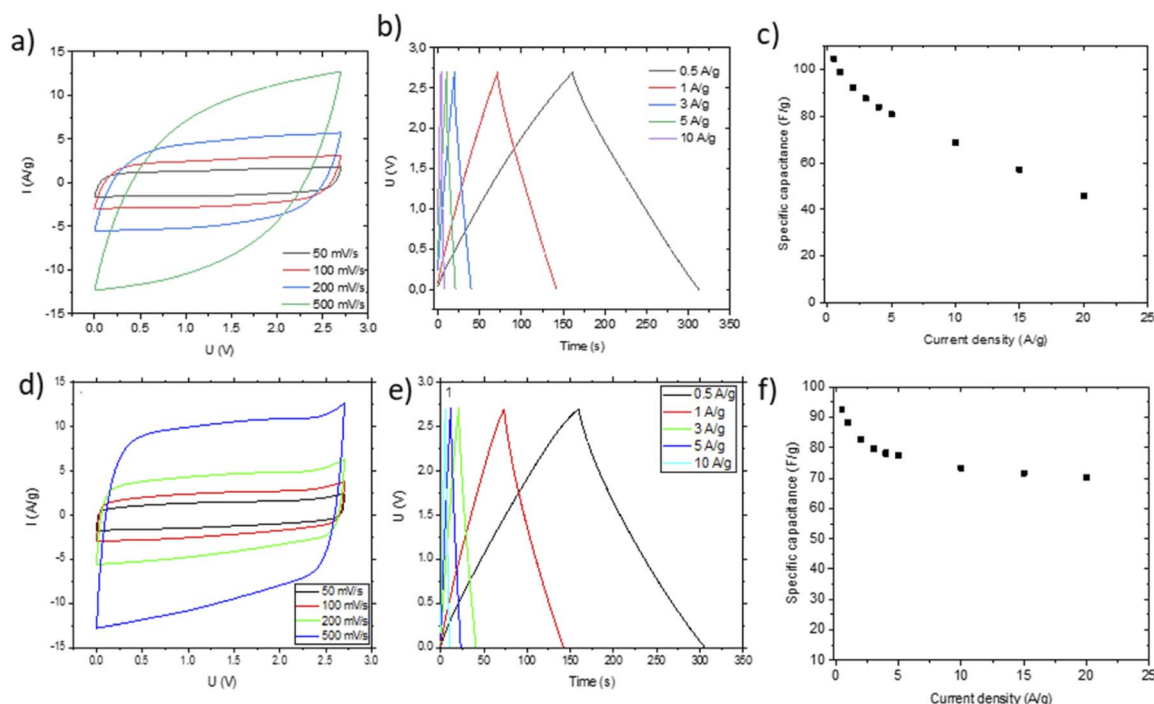 a)
15
10
5
0
-5
-10
-15
I (A/g)
0.0
0.5
1.0
1.5
2.0
2.5
3.0
U (V)
50 mV/s
100 mV/s
200 mV/s
500 mV/s
b)
3,0
2,5
2,0
1,5
1,0
0,5
0,0
U (V)
0
50
100
150
200
250
300
350
Time (s)
0.5 A/g
1 A/g
3 A/g
5 A/g
10 A/g
c)
100
80
60
40
20
0
Specific capacitance (F/g)
0
5
10
15
20
25
Current density (A/g)
d)
15
10
5
0
-5
-10
-15
I (A/g)
0.0
0.5
1.0
1.5
2.0
2.5
3.0
U (V)
50 mV/s
100 mV/s
200 mV/s
500 mV/s
e)
3.0
2.5
2.0
1.5
1.0
0.5
0.0
U (V)
1
0
50
100
150
200
250
300
350
Time (s)
0.5 A/g
1 A/g
3 A/g
5 A/g
10 A/g
f)
100
90
80
70
60
50
40
30
20
10
Specific capacitance (F/g)
0
5
10
15
20
25
Current density (A/g)